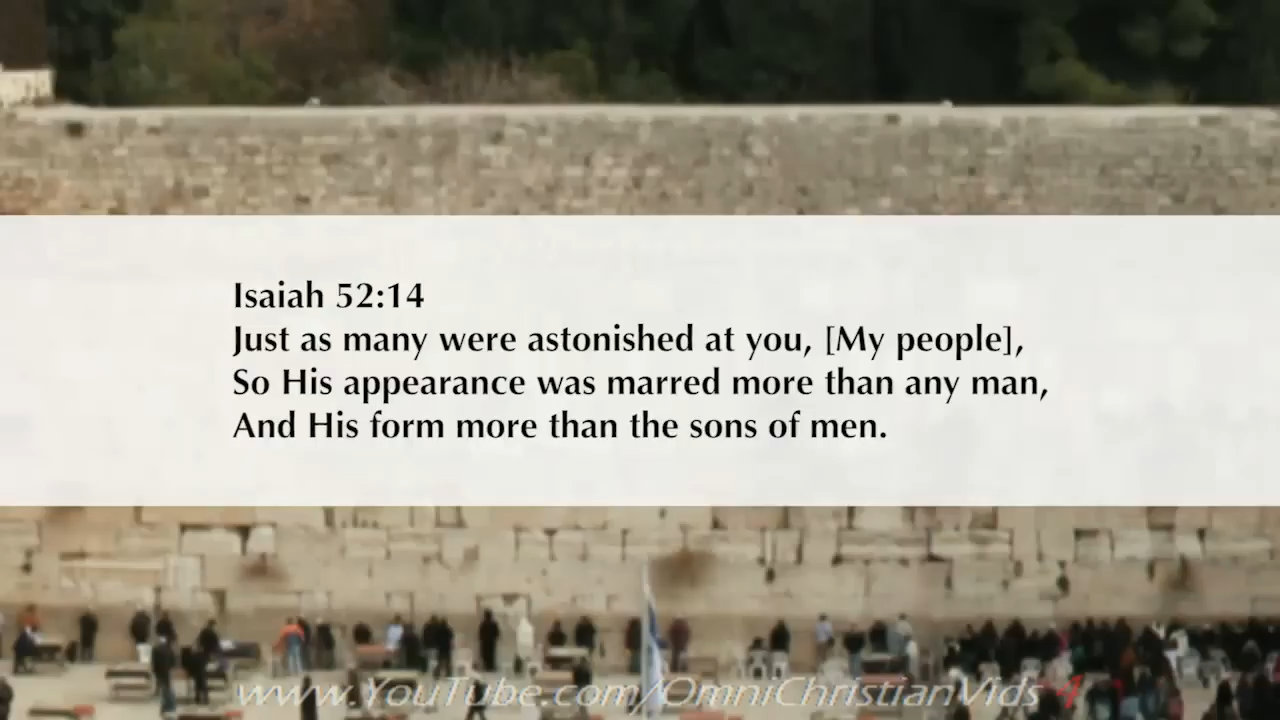 Isaiah 52:14
Just as many were astonished at you, [My people],
So His appearance was marred more than any man,
And His form more than the sons of men.
www.YouTube.com/OmniChristianVids4